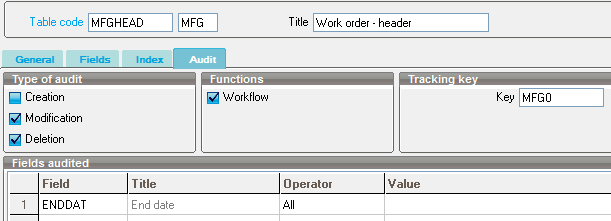 Table code MFGHEAD MFG Title Work order - header
General Fields Index Audit
Type of audit Functions Tracking key
Creation Workflow Key MFG0
Modification
Deletion
Fields audited
Field Title Operator Value
1 ENDDAT End date All